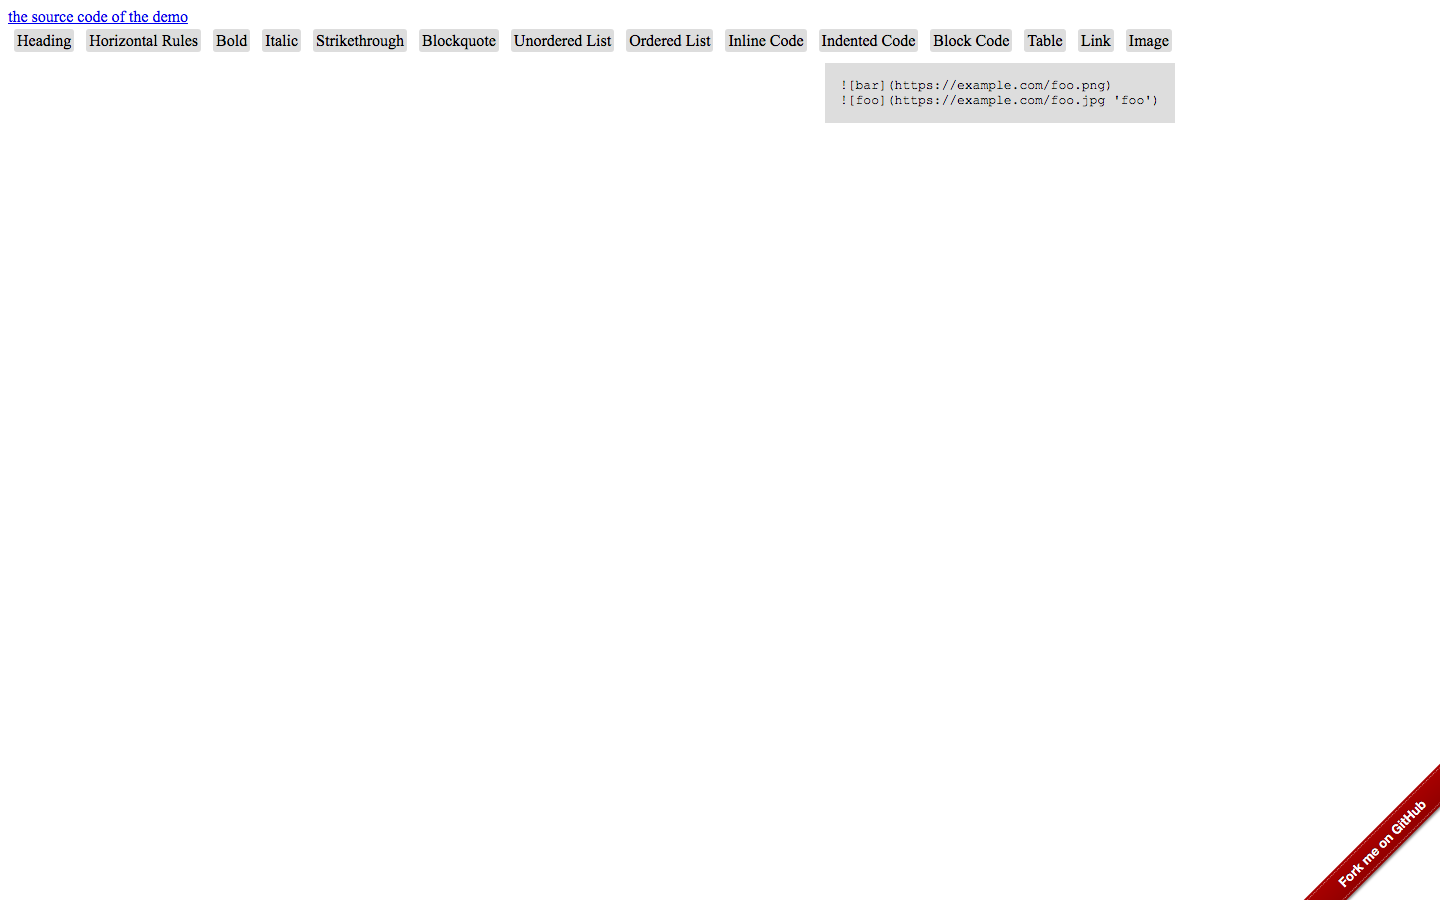 the source code of the demo
Heading Horizontal Rules Bold Italic Strikethrough Blockquote Unordered List Ordered List Inline Code Indented Code Block Code Table Link Image
![bar](https://example.com/foo.png)
![foo](https://example.com/foo.jpg 'foo')
Fork me on GitHub